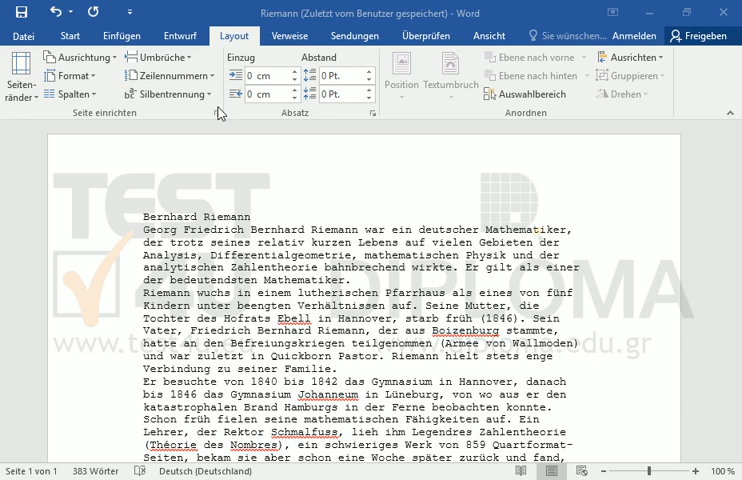 Riemann (Zuletzt vom Benutzer gespeichert) - Word
Datei Start Einfügen Entwurf Layout Verweise Sendungen Überprüfen Ansicht Sie wünschen... Anmelden Freigeben
Seiten-
ränder
Ausrichtung
Format
Spalten
Umbrüche
Zeilennummern
Silbentrennung
Seite einrichten
Einzug Abstand
0 cm 0 Pt.
0 cm 0 Pt.
Absatz
Position
Textumbruch
Ebene nach vorne
Ebene nach hinten
Auswahlbereich
Ausrichten
Gruppieren
Drehen
Anordnen
TEST
DIPLOMA
Bernhard Riemann
Georg Friedrich Bernhard Riemann war ein deutscher Mathematiker,
der trotz seines relativ kurzen Lebens auf vielen Gebieten der
Analysis, Differentialgeometrie, mathematischen Physik und der
analytischen Zahlentheorie bahnbrechend wirkte. Er gilt als einer
der bedeutendsten Mathematiker.
Riemann wuchs in einem lutherischen Pfarrhaus als eines von fünf
Kindern unter beengten Verhältnissen auf. Seine Mutter, die
Tochter des Hofrats Ebell in Hannover, starb früh (1846). Sein
Vater, Friedrich Bernhard Riemann, der aus Boizenburg stammte,
hatte an den Befreiungskriegen teilgenommen (Armee von Wallmoden)
und war zuletzt in Quickborn Pastor. Riemann hielt stets enge
Verbindung zu seiner Familie.
Er besuchte von 1840 bis 1842 das Gymnasium in Hannover, danach
bis 1846 das Gymnasium Johanneum in Lüneburg, von wo aus er den
katastrophalen Brand Hamburgs in der Ferne beobachten konnte.
Schon früh fielen seine mathematischen Fähigkeiten auf. Ein
Lehrer, der Rektor Schmalfuss, lieh ihm Legendres Zahlentheorie
(Théorie des Nombres), ein schwieriges Werk von 859 Quartformat-
Seiten, bekam sie aber schon eine Woche später zurück und fand,
Seite 1 von 1 383 Wörter Deutsch (Deutschland) 100 %